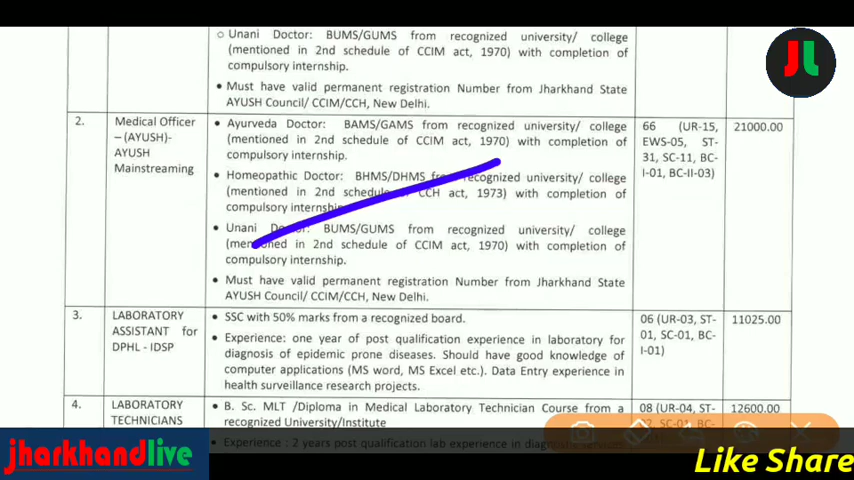 Unani Doctor: BUMS/GUMS from recognized university/ college
(mentioned in 2nd schedule of CCIM act, 1970) with completion of
compulsory internship.
• Must have valid permanent registration Number from Jharkhand State
AYUSH Council/ CCIM/CCH, New Delhi.
JL
2.
Medical Officer
– (AYUSH)-
AYUSH
Mainstreaming
• Ayurveda Doctor: BAMS/GAMS from recognized university/ college
(mentioned in 2nd schedule of CCIM act, 1970) with completion of
compulsory internship.
• Homeopathic Doctor: BHMS/DHMS from recognized university/ college
(mentioned in 2nd schedule of CCH act, 1973) with completion of
compulsory internship.
• Unani Doctor: BUMS/GUMS from recognized university/ college
(mentioned in 2nd schedule of CCIM act, 1970) with completion of
compulsory internship.
• Must have valid permanent registration Number from Jharkhand State
AYUSH Council/ CCIM/CCH, New Delhi.
66 (UR-15,
EWS-05, ST-
31, SC-11, BC-
I-01, BC-II-03)
21000.00
3.
LABORATORY
ASSISTANT for
DPHL - IDSP
• SSC with 50% marks from a recognized board.
• Experience: one year of post qualification experience in laboratory for
diagnosis of epidemic prone diseases. Should have good knowledge of
computer applications (MS word, MS Excel etc.). Data Entry experience in
health surveillance research projects.
06 (UR-03, ST-
01, SC-01, BC-
I-01)
11025.00
4.
LABORATORY
TECHNICIANS
• B. Sc. MLT /Diploma in Medical Laboratory Technician Course from a
recognized University/Institute
• Experience : 2 years post qualification lab experience in
08 (UR-04, ST-
SC-01, BC-
12600.00
jharkhandlive
Like Share